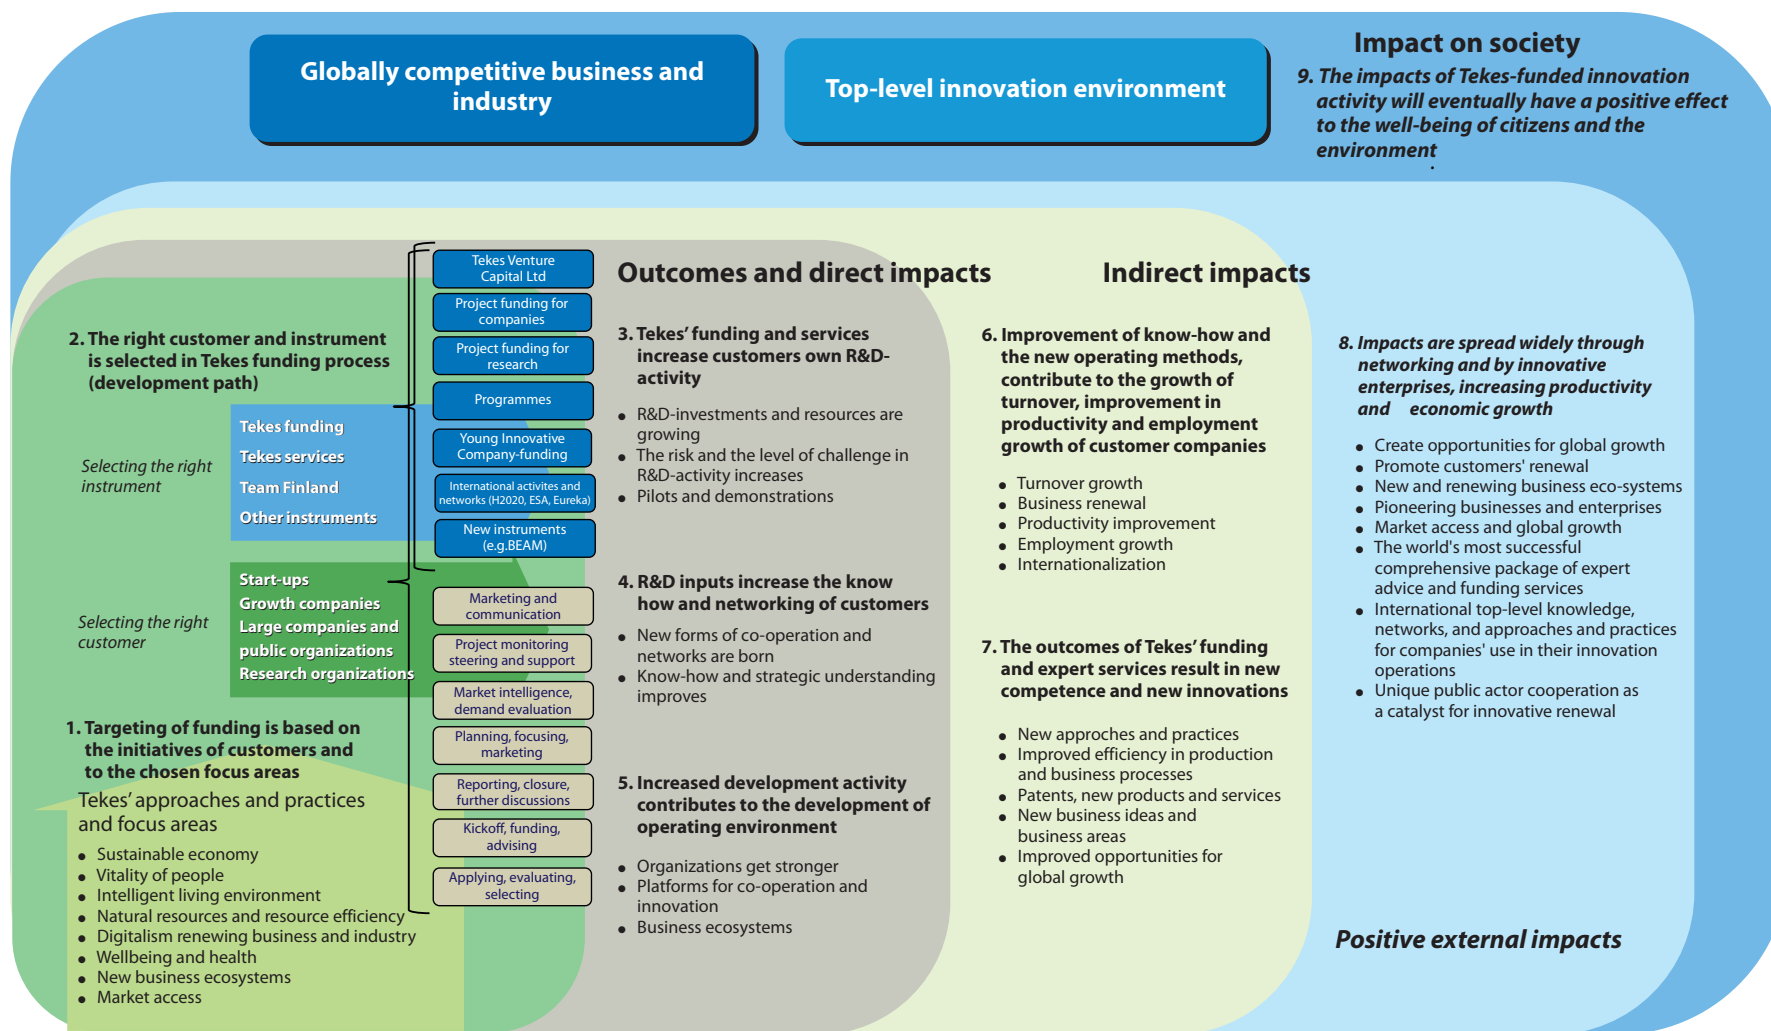 Globally competitive business and
industry
Top-level innovation environment
Impact on society
9. The impacts of Tekes-funded innovation
activity will eventually have a positive effect
to the well-being of citizens and the
environment
.
2. The right customer and instrument
is selected in Tekes funding process
(development path)
Selecting the right
instrument
Tekes funding
Tekes services
Team Finland
Other instruments
Selecting the right
customer
Start-ups
Growth companies
Large companies and
public organizations
Research organizations
1. Targeting of funding is based on
the initiatives of customers and
to the chosen focus areas
Tekes' approaches and practices
and focus areas
• Sustainable economy
• Vitality of people
• Intelligent living environment
• Natural resources and resource efficiency
• Digitalism renewing business and industry
• Wellbeing and health
• New business ecosystems
• Market access
Tekes Venture
Capital Ltd
Project funding for
companies
Project funding for
research
Programmes
Young Innovative
Company-funding
International activites and
networks (H2020, ESA, Eureka)
New instruments
(e.g.BEAM)
Marketing and
communication
Project monitoring
steering and support
Market intelligence,
demand evaluation
Planning, focusing,
marketing
Reporting, closure,
further discussions
Kickoff, funding,
advising
Applying, evaluating,
selecting
Outcomes and direct impacts
3. Tekes' funding and services
increase customers own R&D-
activity
• R&D-investments and resources are
growing
• The risk and the level of challenge in
R&D-activity increases
• Pilots and demonstrations
4. R&D inputs increase the know
how and networking of customers
• New forms of co-operation and
networks are born
• Know-how and strategic understanding
improves
5. Increased development activity
contributes to the development of
operating environment
• Organizations get stronger
• Platforms for co-operation and
innovation
• Business ecosystems
Indirect impacts
6. Improvement of know-how and
the new operating methods,
contribute to the growth of
turnover, improvement in
productivity and employment
growth of customer companies
• Turnover growth
• Business renewal
• Productivity improvement
• Employment growth
• Internationalization
7. The outcomes of Tekes' funding
and expert services result in new
competence and new innovations
• New approches and practices
• Improved efficiency in production
and business processes
• Patents, new products and services
• New business ideas and
business areas
• Improved opportunities for
global growth
8. Impacts are spread widely through
networking and by innovative
enterprises, increasing productivity
and economic growth
• Create opportunities for global growth
• Promote customers' renewal
• New and renewing business eco-systems
• Pioneering businesses and enterprises
• Market access and global growth
• The world's most successful
comprehensive package of expert
advice and funding services
• International top-level knowledge,
networks, and approaches and practices
for companies' use in their innovation
operations
• Unique public actor cooperation as
a catalyst for innovative renewal
Positive external impacts